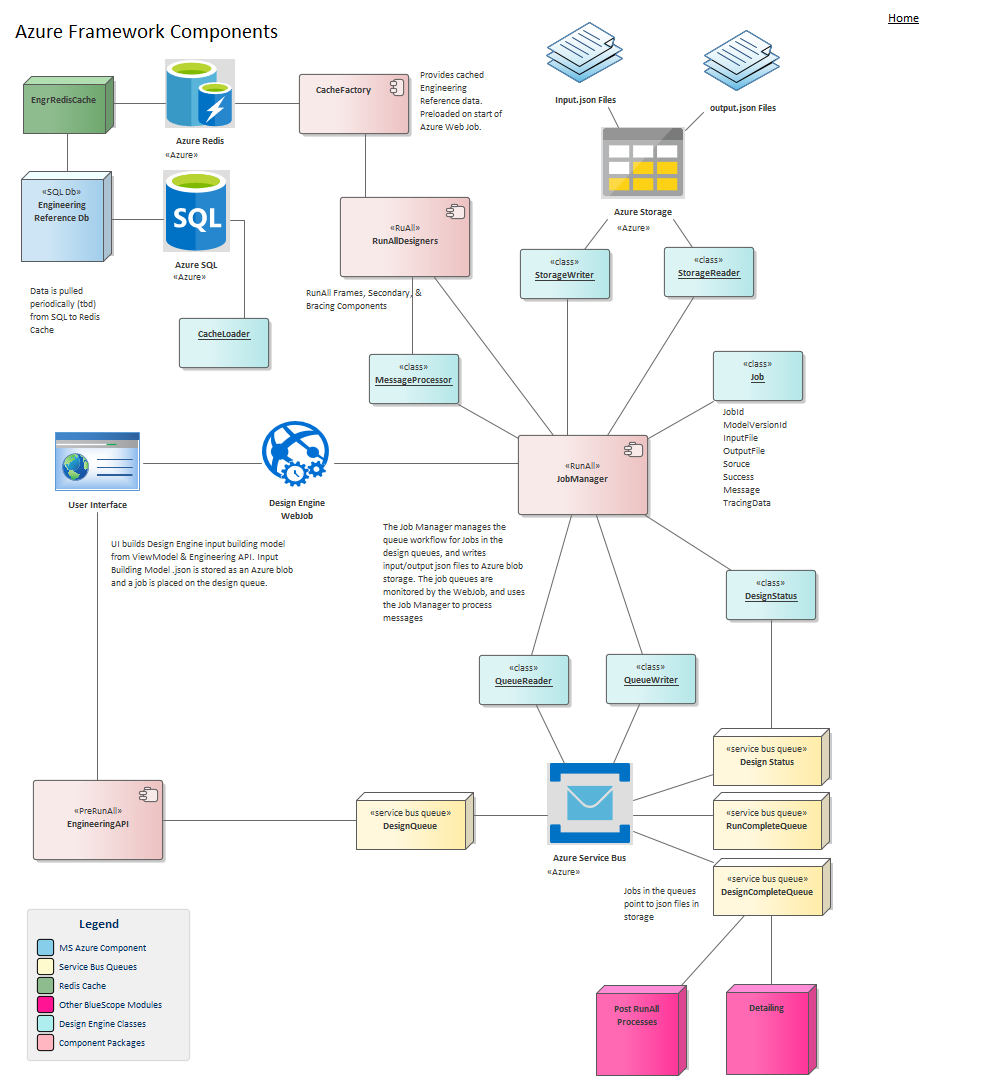 Home
Azure Framework Components
EngrRedisCache
Azure Redis
«Azure»
CacheFactory
Provides cached
Engineering
Reference data.
Preloaded on start of
Azure Web Job.
Input.json Files
output.json Files
«SQL Db»
Engineering
Reference Db
SQL
Azure SQL
«Azure»
Data is pulled
periodically (tbd)
from SQL to Redis
Cache
CacheLoader
«RuAll»
RunAllDesigners
RunAll Frames, Secondary, &
Bracing Components
Azure Storage
«Azure»
«class»
StorageWriter
«class»
StorageReader
«class»
MessageProcessor
«class»
Job
JobId
ModelVersionId
InputFile
OutputFile
Soruce
Success
Message
TracingData
User Interface
Design Engine
WebJob
«RunAll»
JobManager
UI builds Design Engine input building model
from ViewModel & Engineering API. Input
Building Model .json is stored as an Azure blob
and a job is placed on the design queue.
The Job Manager manages the
queue workflow for Jobs in the
design queues, and writes
input/output json files to Azure blob
storage. The job queues are
monitored by the WebJob, and uses
the Job Manager to process
messages
«class»
DesignStatus
«class»
QueueReader
«class»
QueueWriter
«service bus queue»
Design Status
«PreRunAll»
EngineeringAPI
«service bus queue»
DesignQueue
Azure Service Bus
«Azure»
«service bus queue»
RunCompleteQueue
«service bus queue»
DesignCompleteQueue
Jobs in the queues
point to json files in
storage
Post RunAll
Processes
Detailing
Legend
MS Azure Component
Service Bus Queues
Redis Cache
Other BlueScope Modules
Design Engine Classes
Component Packages